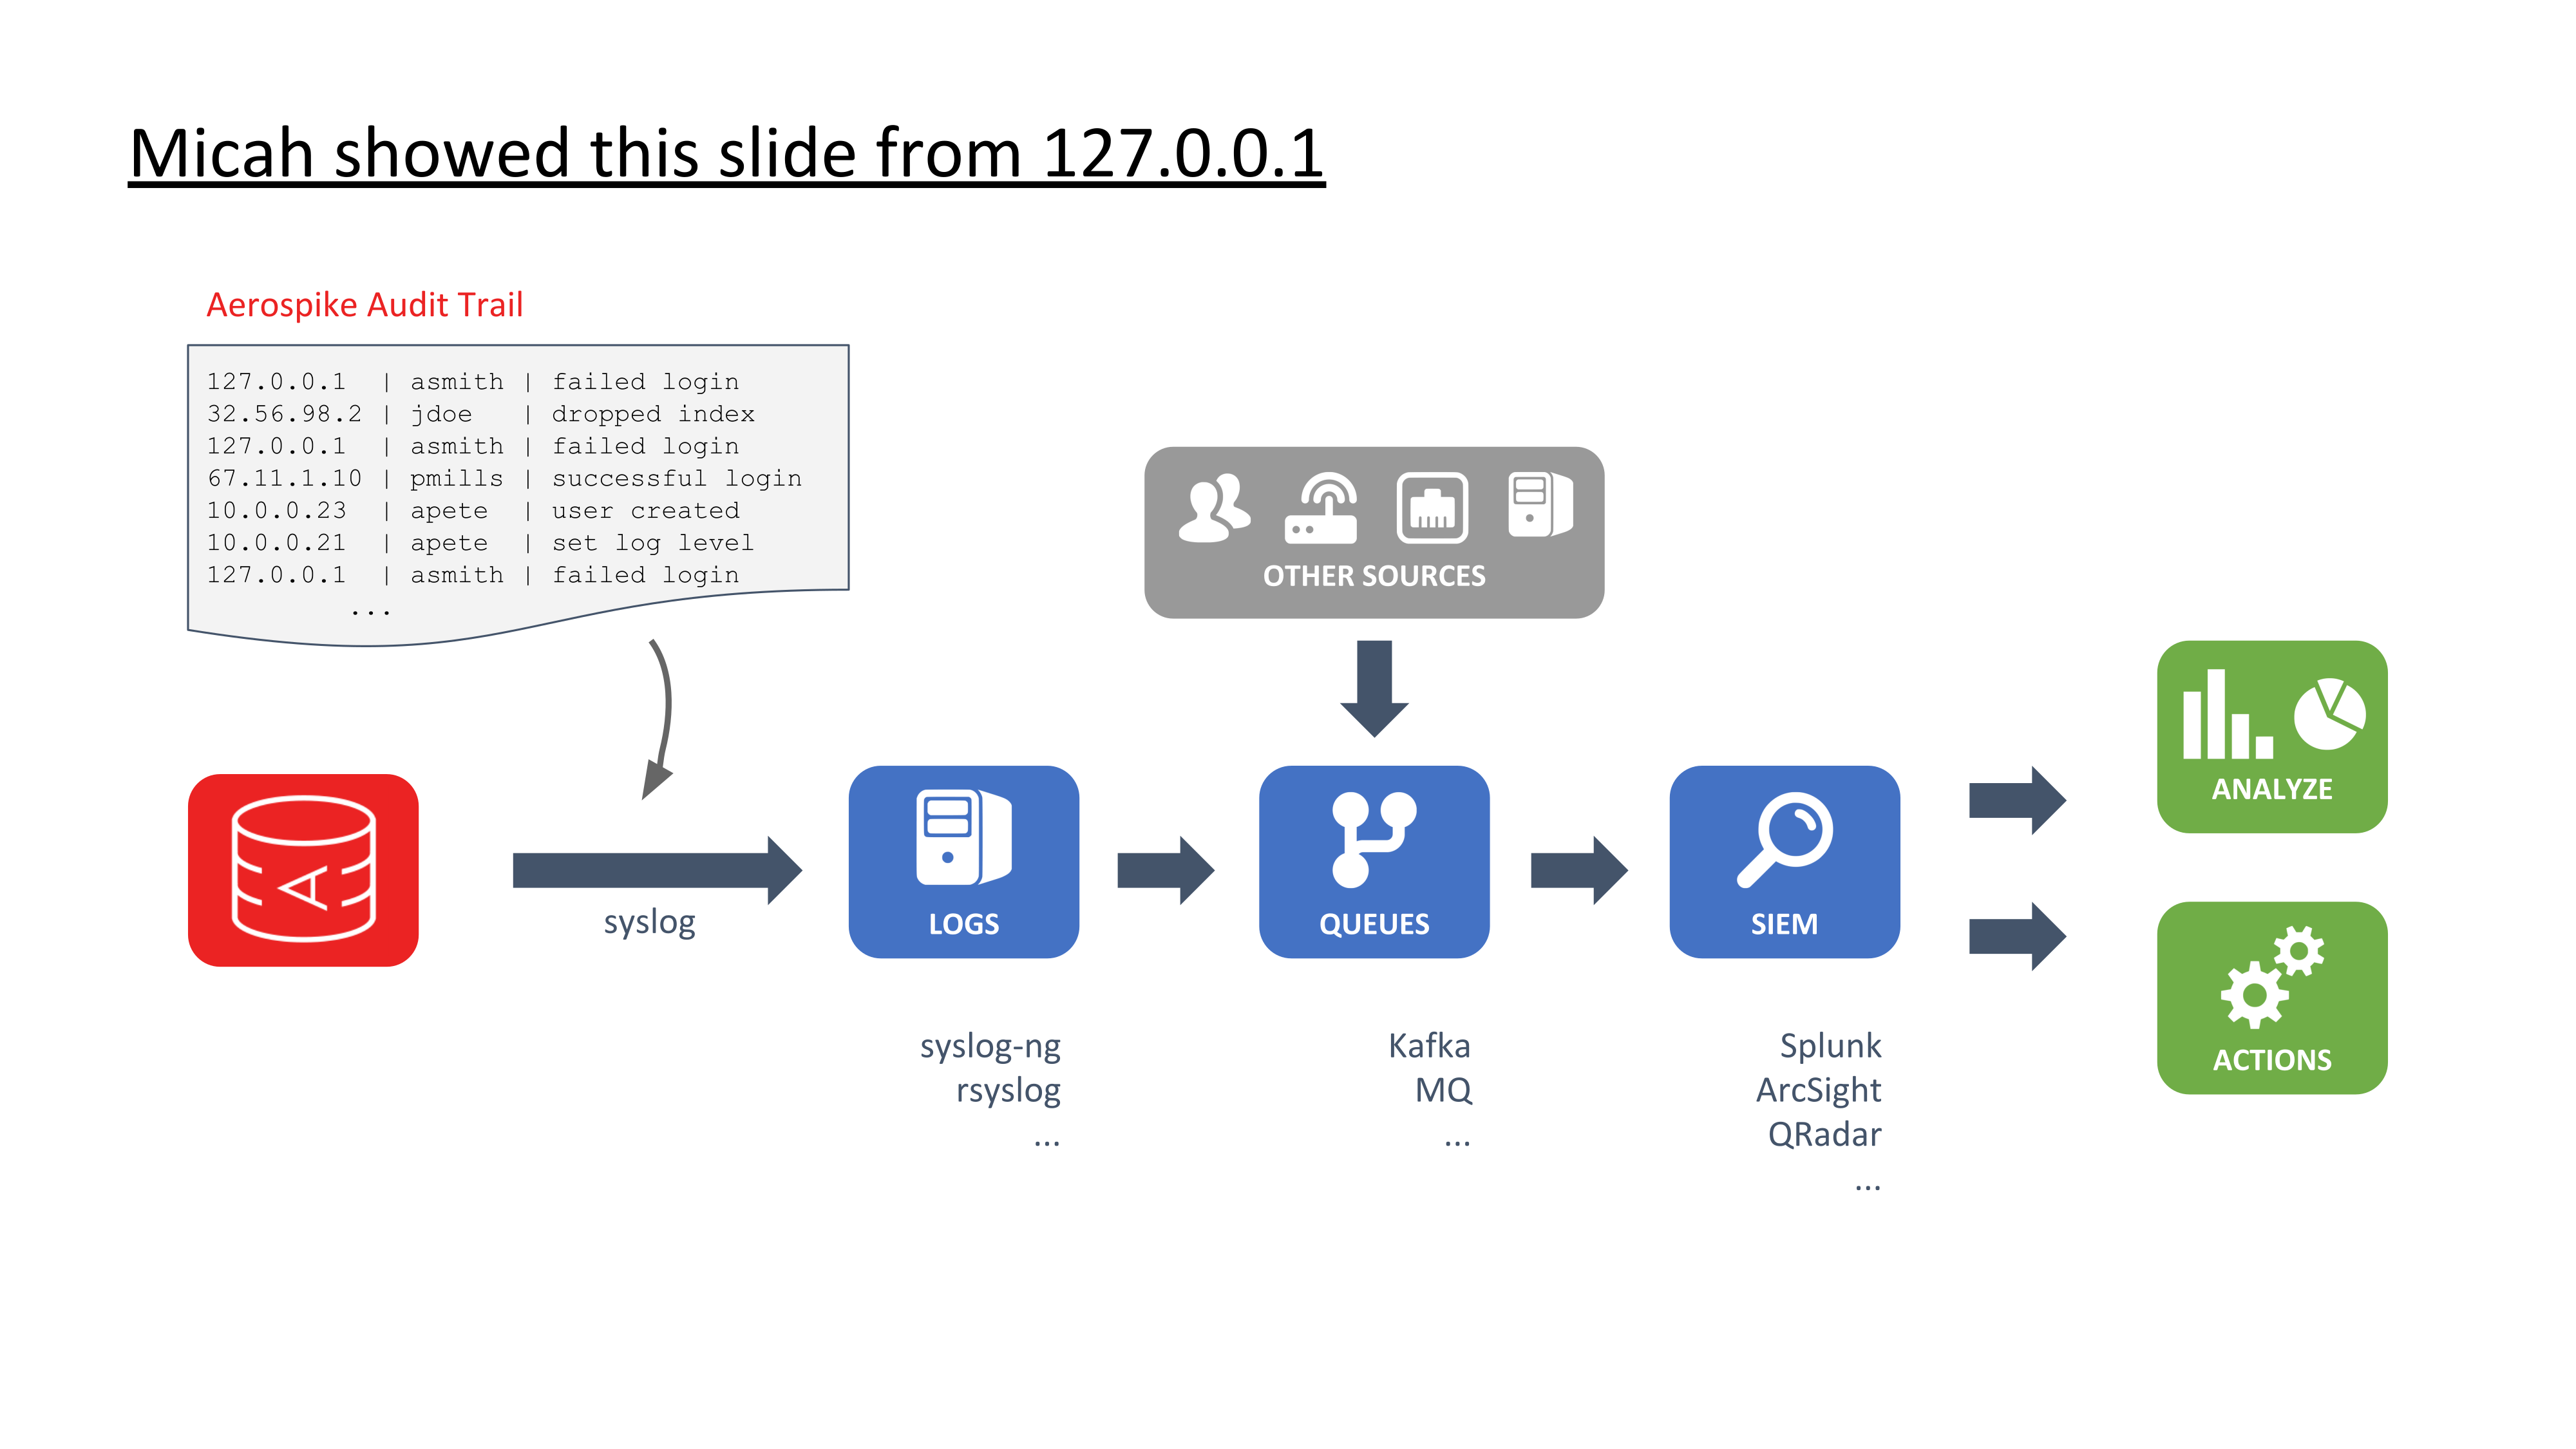 Micah showed this slide from 127.0.0.1
Aerospike Audit Trail
127.0.0.1  | asmith | failed login
32.56.98.2 | jdoe   | dropped index
127.0.0.1  | asmith | failed login
67.11.1.10 | pmills | successful login
10.0.0.23  | apete  | user created
10.0.0.21  | apete  | set log level
127.0.0.1  | asmith | failed login
...
OTHER SOURCES
A
syslog
LOGS
QUEUES
SIEM
ANALYZE
ACTIONS
syslog-ng
rsyslog
...
Kafka
MQ
...
Splunk
ArcSight
QRadar
...